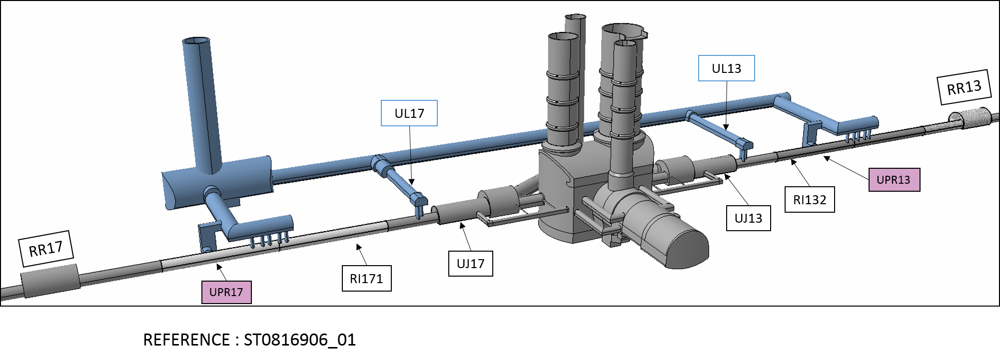 UL13
RR13
UL17
UPR13
RI132
UJ13
RR17
UJ17
RI171
UPR17
REFERENCE : ST0816906_01